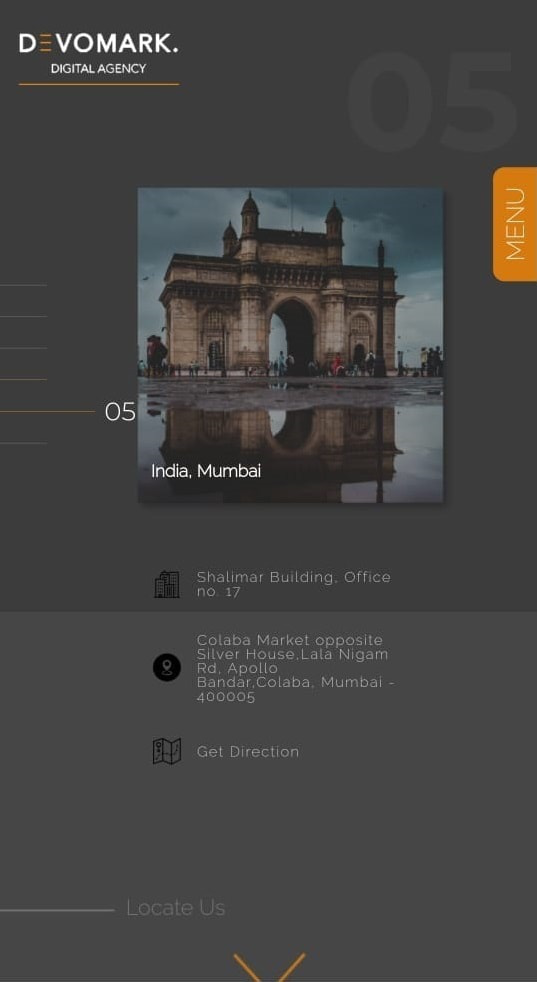 DEVOMARK.
DIGITAL AGENCY
05
MENU
05
India, Mumbai
Shalimar Building, Office
no. 17
Colaba Market opposite
Silver House,Lala Nigam
Rd, Apollo
Bandar,Colaba, Mumbai -
400005
Get Direction
Locate Us